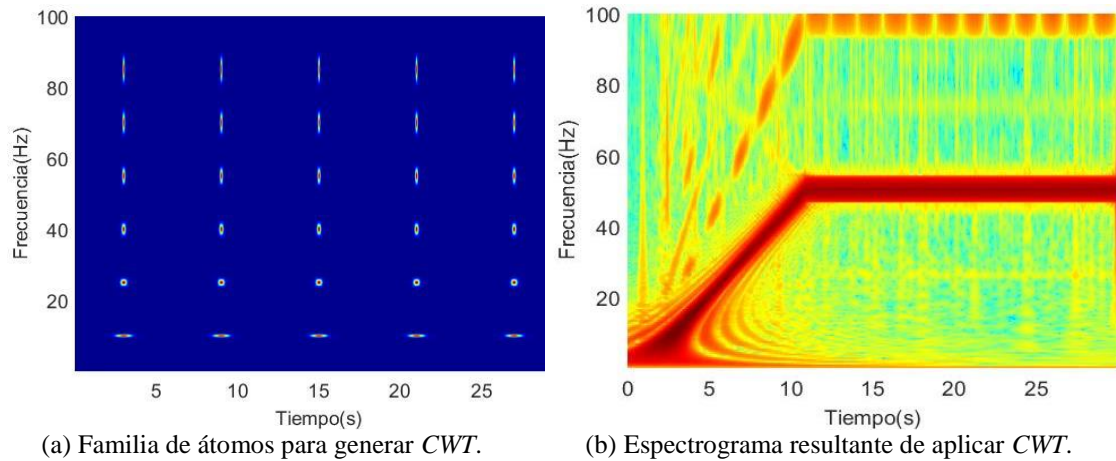 100
80
60
40
20
Frecuencia(Hz)
5 10 15 20 25
Tiempo(s)
(a) Familia de átomos para generar CWT.
100
80
60
40
20
Frecuencia(Hz)
0 5 10 15 20 25
Tiempo(s)
(b) Espectrograma resultante de aplicar CWT.